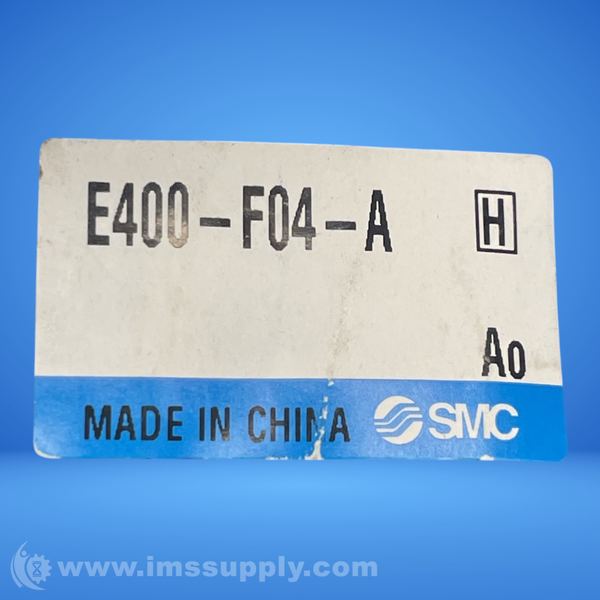 E400-F04-A H
Ao
MADE IN CHINA SMC
www.imssupply.com